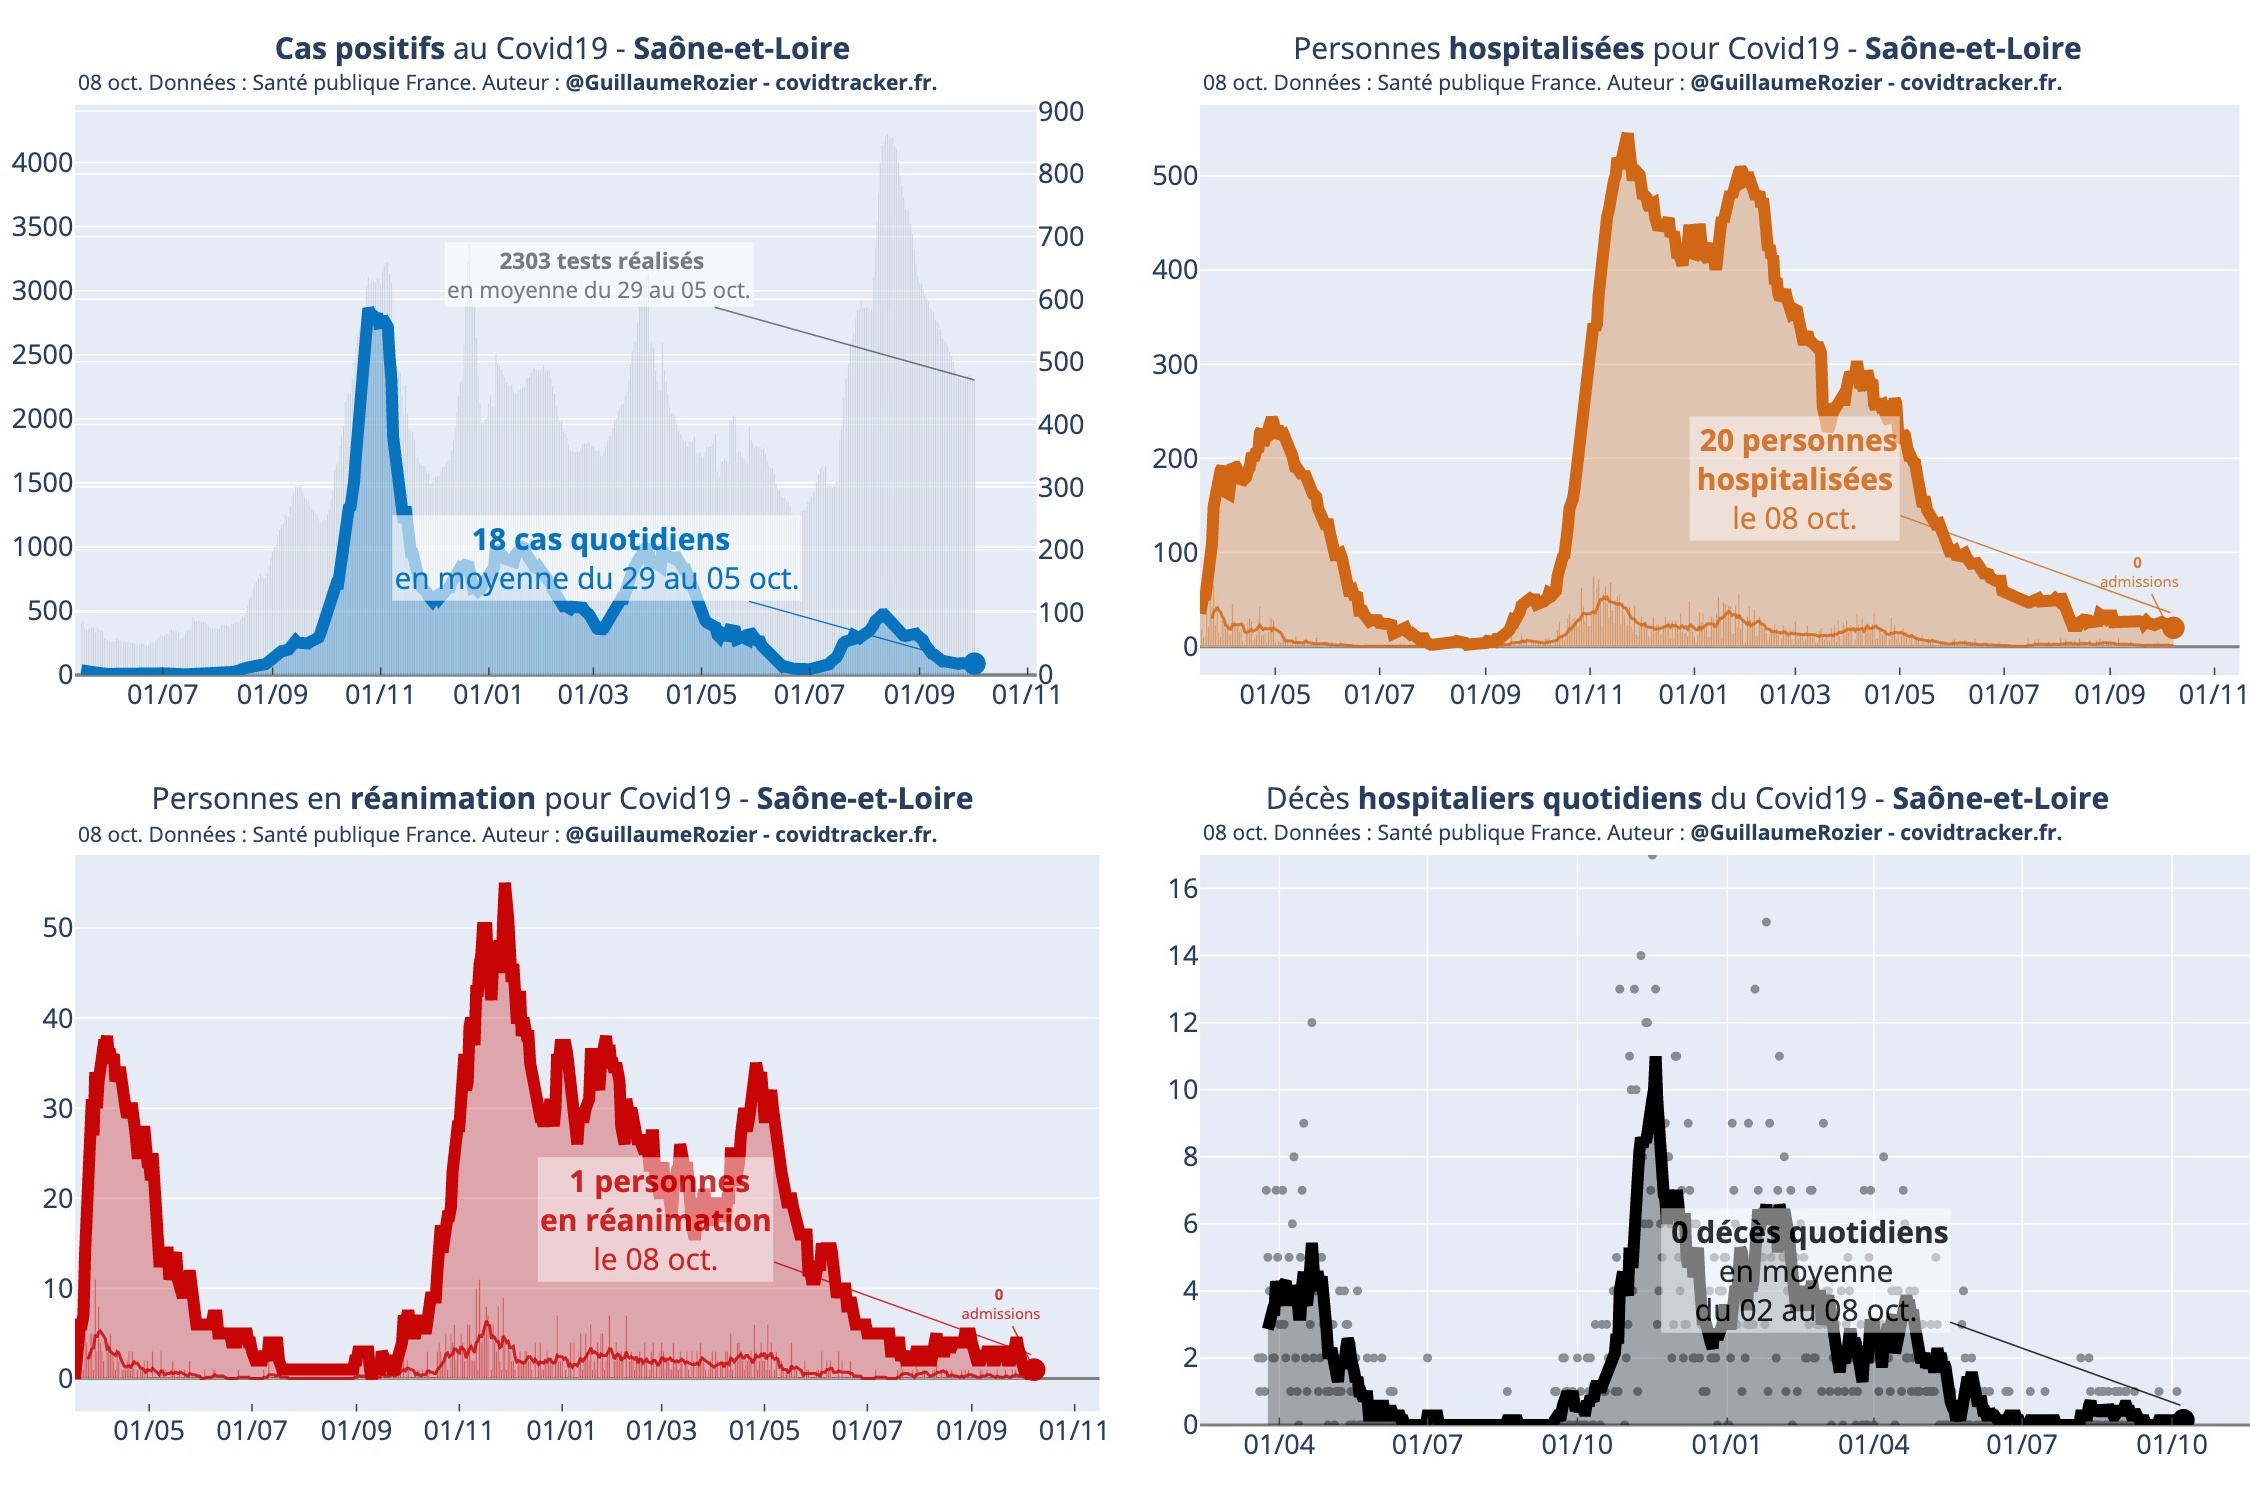 Cas positifs au Covid19 - Saône-et-Loire
08 oct. Données : Santé publique France. Auteur : @GuillaumeRozier - covidtracker.fr.
900
4000
800
3500
700
2303 tests réalisés
en moyenne du 29 au 05 oct.
3000
600
2500
500
2000
400
1500
300
18 cas quotidiens
1000
200
en moyenne du 29 au 05 oct.
500
100
0
0
01/07 01/09 01/11 01/01 01/03 01/05 01/07 01/09 01/11
Personnes hospitalisées pour Covid19 - Saône-et-Loire
08 oct. Données : Santé publique France. Auteur : @GuillaumeRozier - covidtracker.fr.
500
400
300
200
20 personnes
hospitalisées
le 08 oct.
100
0
admissions
0
01/05 01/07 01/09 01/11 01/01 01/03 01/05 01/07 01/09 01/11
Personnes en réanimation pour Covid19 - Saône-et-Loire
08 oct. Données : Santé publique France. Auteur : @GuillaumeRozier - covidtracker.fr.
50
40
30
20
1 personnes
en réanimation
le 08 oct.
10
0
admissions
0
01/05 01/07 01/09 01/11 01/01 01/03 01/05 01/07 01/09 01/11
Décès hospitaliers quotidiens du Covid19 - Saône-et-Loire
08 oct. Données : Santé publique France. Auteur : @GuillaumeRozier - covidtracker.fr.
16
14
12
10
8
6
0 décès quotidiens
en moyenne
4
du 02 au 08 oct.
2
0
01/04 01/07 01/10 01/01 01/04 01/07 01/10